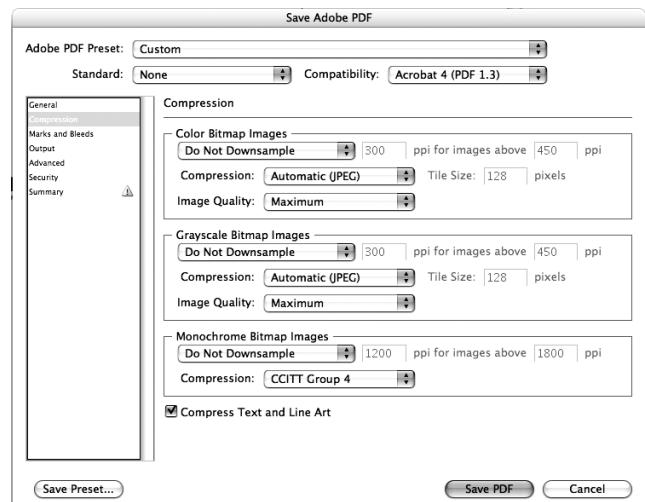 Save Adobe PDF
Adobe PDF Preset: Custom
Standard: None Compatibility: Acrobat 4 (PDF 1.3)
General
Compression
Marks and Bleeds
Output
Advanced
Security
Summary
Compression
Color Bitmap Images
Do Not Downsample 300 ppi for images above 450 ppi
Compression: Automatic (JPEG) Tile Size: 128 pixels
Image Quality: Maximum
Grayscale Bitmap Images
Do Not Downsample 300 ppi for images above 450 ppi
Compression: Automatic (JPEG) Tile Size: 128 pixels
Image Quality: Maximum
Monochrome Bitmap Images
Do Not Downsample 1200 ppi for images above 1800 ppi
Compression: CCITT Group 4
Compress Text and Line Art
Save Preset... Save PDF Cancel